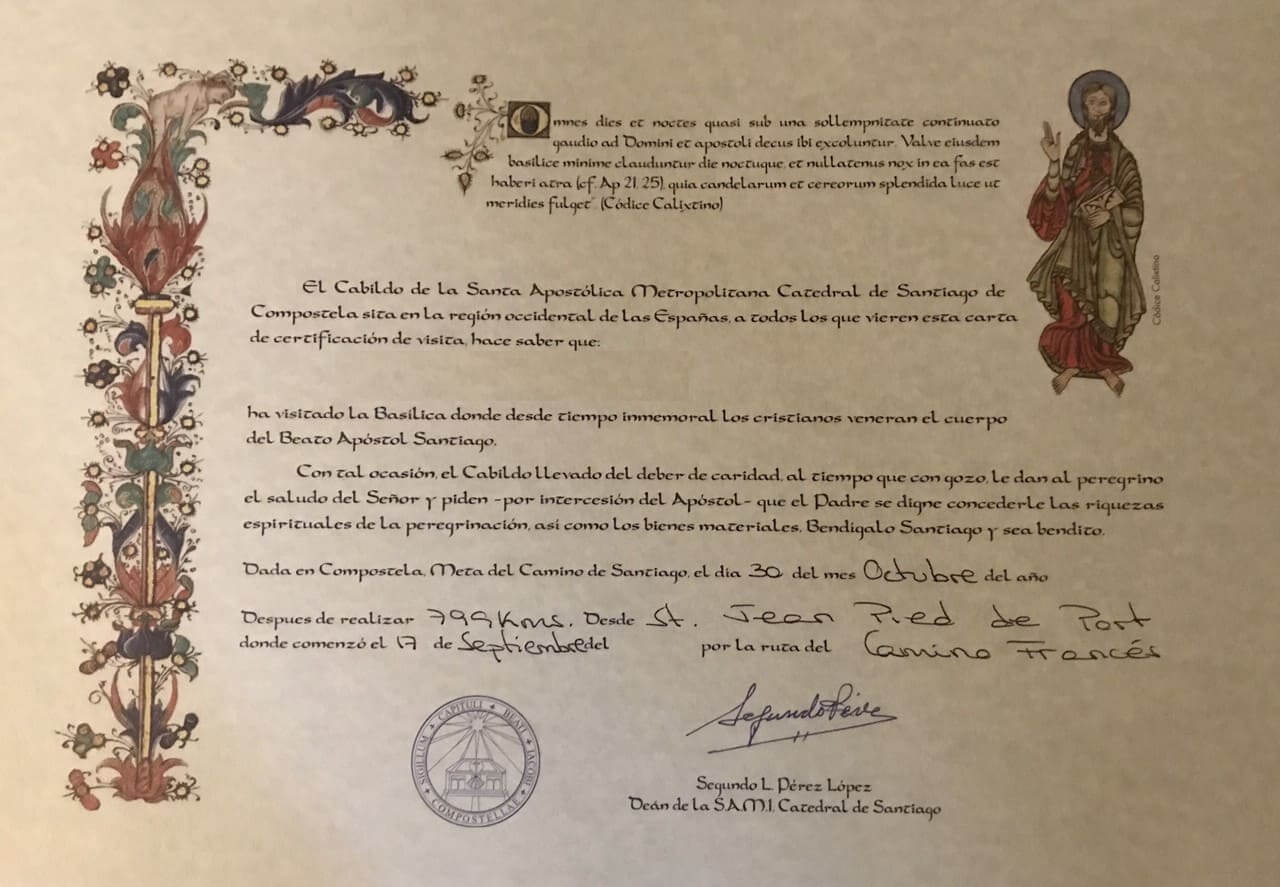 Omnes dies et noctes quasi sub una sollempnitate continuato
gaudio ad Domini et apostoli decus ibi excoluntur. Valve eiusdem
basilice minime clauduntur die noctuque, et nullatenus nox in ea fas est
haberi atra (cf. Ap 21, 25), quia candelarum et cereorum splendida luce ut
meridies fulget". (Códice Calixtino)
Códice Calixtino
El Cabildo de la Santa Apostólica Metropolitana Catedral de Santiago de
Compostela sita en la región occidental de las Españas, a todos los que vieren esta carta
de certificación de visita, hace saber que:
ha visitado la Basílica donde desde tiempo inmemoral los cristianos veneran el cuerpo
del Beato Apóstol Santiago.
Con tal ocasión, el Cabildo llevado del deber de caridad, al tiempo que con gozo, le dan al peregrino
el saludo del Señor y piden -por intercesión del Apóstol- que el Padre se digne concederle las riquezas
espirituales de la peregrinación, así como los bienes materiales. Bendigalo Santiago y sea bendito.
Dada en Compostela, Meta del Camino de Santiago, el dia 30 del mes Octubre del año
Despues de realizar 799 Kms. Desde St. Jean Pied de Port
donde comenzó el 17 de Septiembre del por la ruta del Camino Francés
SIGILLUM CAPITULI BEATI IACOBI COMPOSTELLAE
Segundo Pérez
Segundo L. Pérez López
Deán de la S.A.M.I. Catedral de Santiago